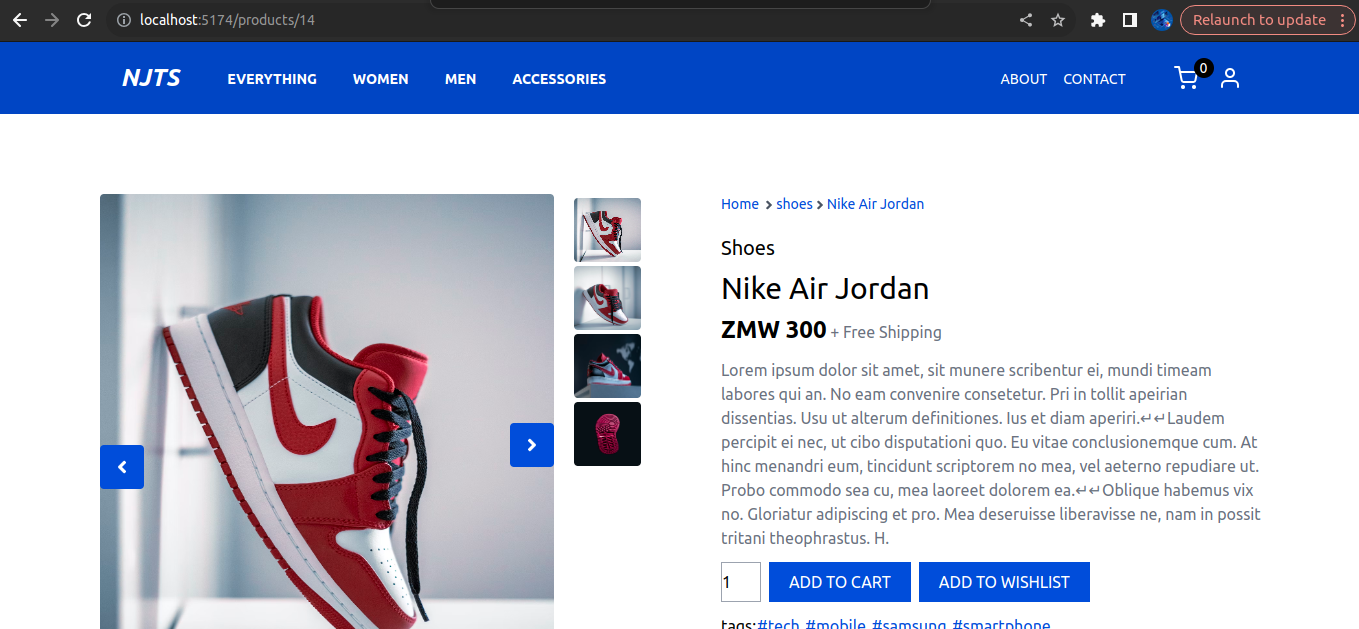 localhost:5174/products/14
Relaunch to update
NJTS
EVERYTHING
WOMEN
MEN
ACCESSORIES
ABOUT
CONTACT
0
Home > shoes > Nike Air Jordan
Shoes
Nike Air Jordan
ZMW 300 + Free Shipping
Lorem ipsum dolor sit amet, sit munere scribentur ei, mundi timeam
labores qui an. No eam convenire consetetur. Pri in tollit apeirian
dissentias. Usu ut alterum definitiones. Ius et diam aperiri.↵↵Laudem
percipit ei nec, ut cibo disputationi quo. Eu vitae conclusionemque cum. At
hinc menandri eum, tincidunt scriptorem no mea, vel aeterno repudiare ut.
Probo commodo sea cu, mea laoreet dolorem ea.↵↵Oblique habemus vix
no. Gloriatur adipiscing et pro. Mea deseruisse liberavisse ne, nam in possit
tritani theophrastus. H.
1
ADD TO CART
ADD TO WISHLIST
tags:#tech #mobile #samsung #smartphone